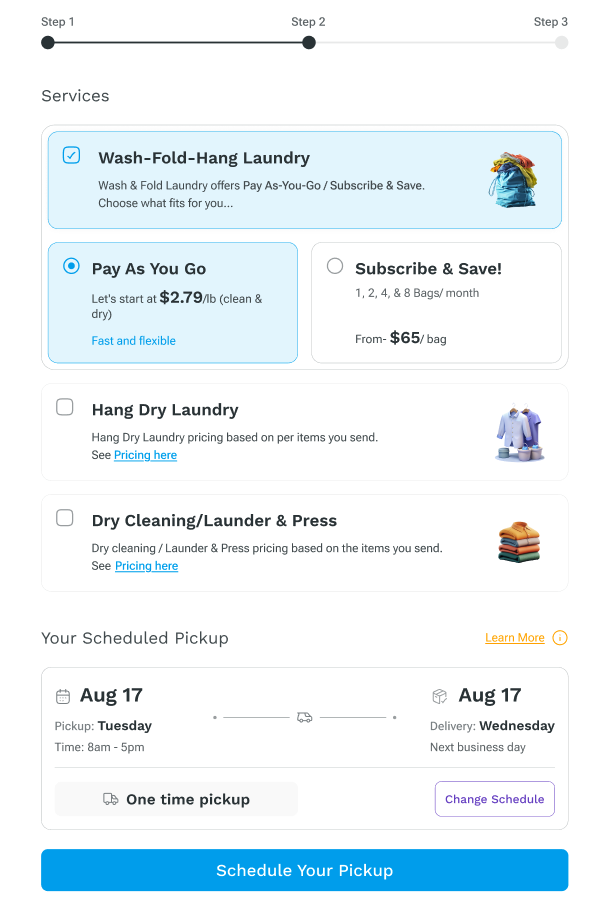 Step 1 Step 2 Step 3
Services
Wash-Fold-Hang Laundry
Wash & Fold Laundry offers Pay As-You-Go / Subscribe & Save.
Choose what fits for you...
Pay As You Go
Let's start at $2.79/lb (clean &
dry)
Fast and flexible
Subscribe & Save!
1, 2, 4, & 8 Bags/ month
From- $65/ bag
Hang Dry Laundry
Hang Dry Laundry pricing based on per items you send.
See Pricing here
Dry Cleaning/Launder & Press
Dry cleaning / Launder & Press pricing based on the items you send.
See Pricing here
Your Scheduled Pickup
Learn More
Aug 17
Pickup: Tuesday
Time: 8am - 5pm
Aug 17
Delivery: Wednesday
Next business day
One time pickup
Change Schedule
Schedule Your Pickup